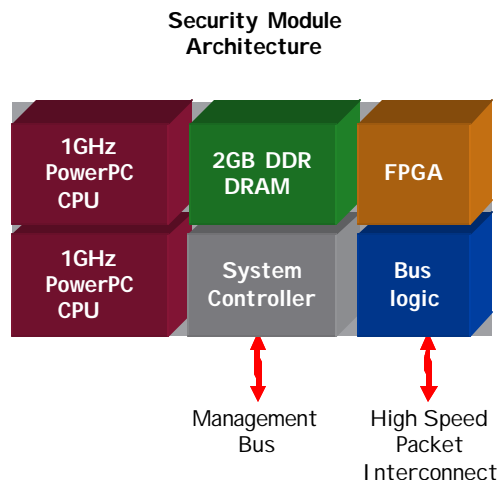 Security Module
Architecture
1GHz
PowerPC
CPU
2GB DDR
DRAM
FPGA
1GHz
PowerPC
CPU
System
Controller
Bus
logic
Management
Bus
High Speed
Packet
Interconnect